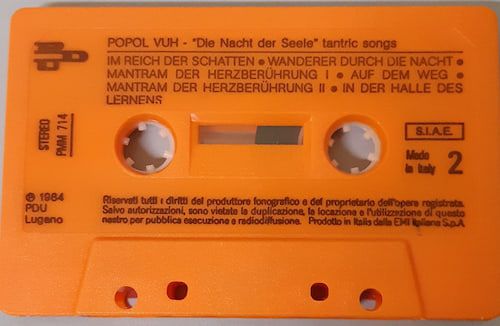 POPOL VUH - "Die Nacht der Seele" tantric songs
IM REICH DER SCHATTEN • WANDERER DURCH DIE NACHT •
MANTRAM DER HERZBERÜHRUNG I • AUF DEM WEG •
MANTRAM DER HERZBERÜHRUNG II • IN DER HALLE DES
LERNENS
STEREO
PMM 714
S.I.A.E.
Made
in Italy
2
℗ 1984
PDU
Lugano
Riservati tutti i diritti del produttore fonografico e del proprietario dell'opera registrata.
Salvo autorizzazioni, sono vietate la duplicazione, la locazione e l'utilizzazione di questo
nastro per pubblica esecuzione e radiodiffusione. Prodotto in Italia dalla EMI Italiana S.p.A